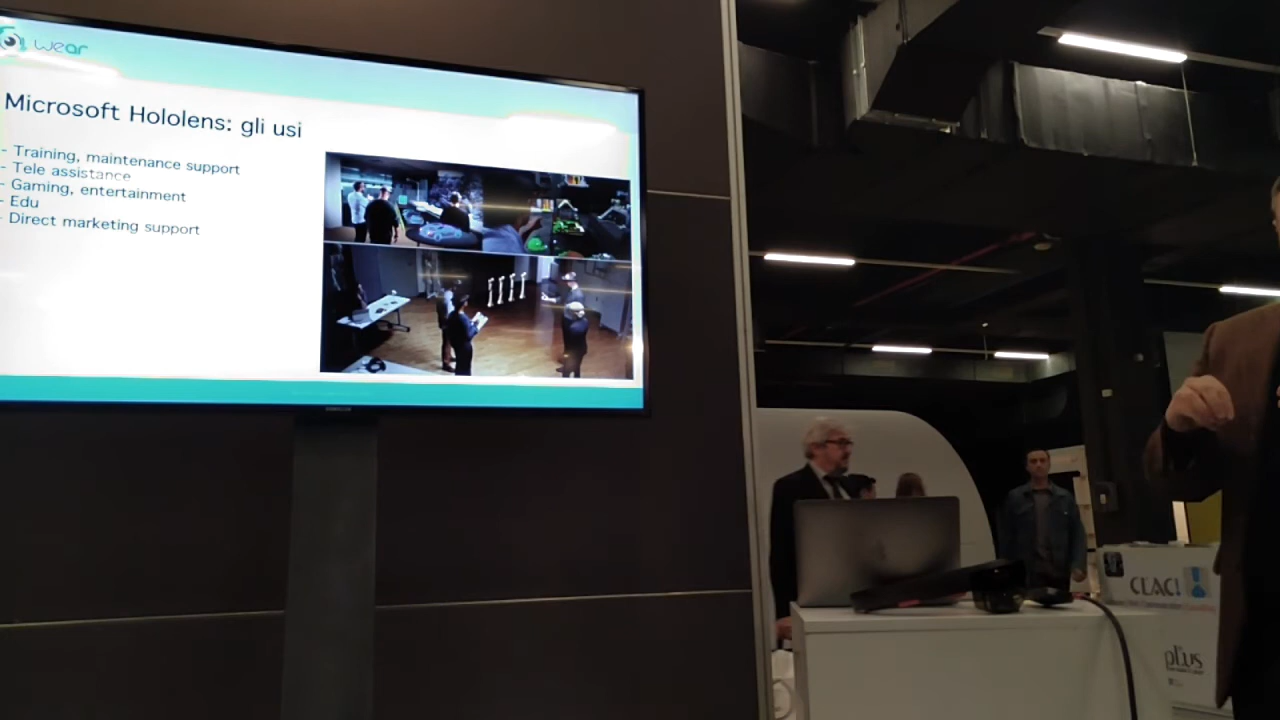 wear
Microsoft Hololens: gli usi
- Training, maintenance support
- Tele assistance
- Gaming, entertainment
- Edu
- Direct marketing support
CLAC!
plus